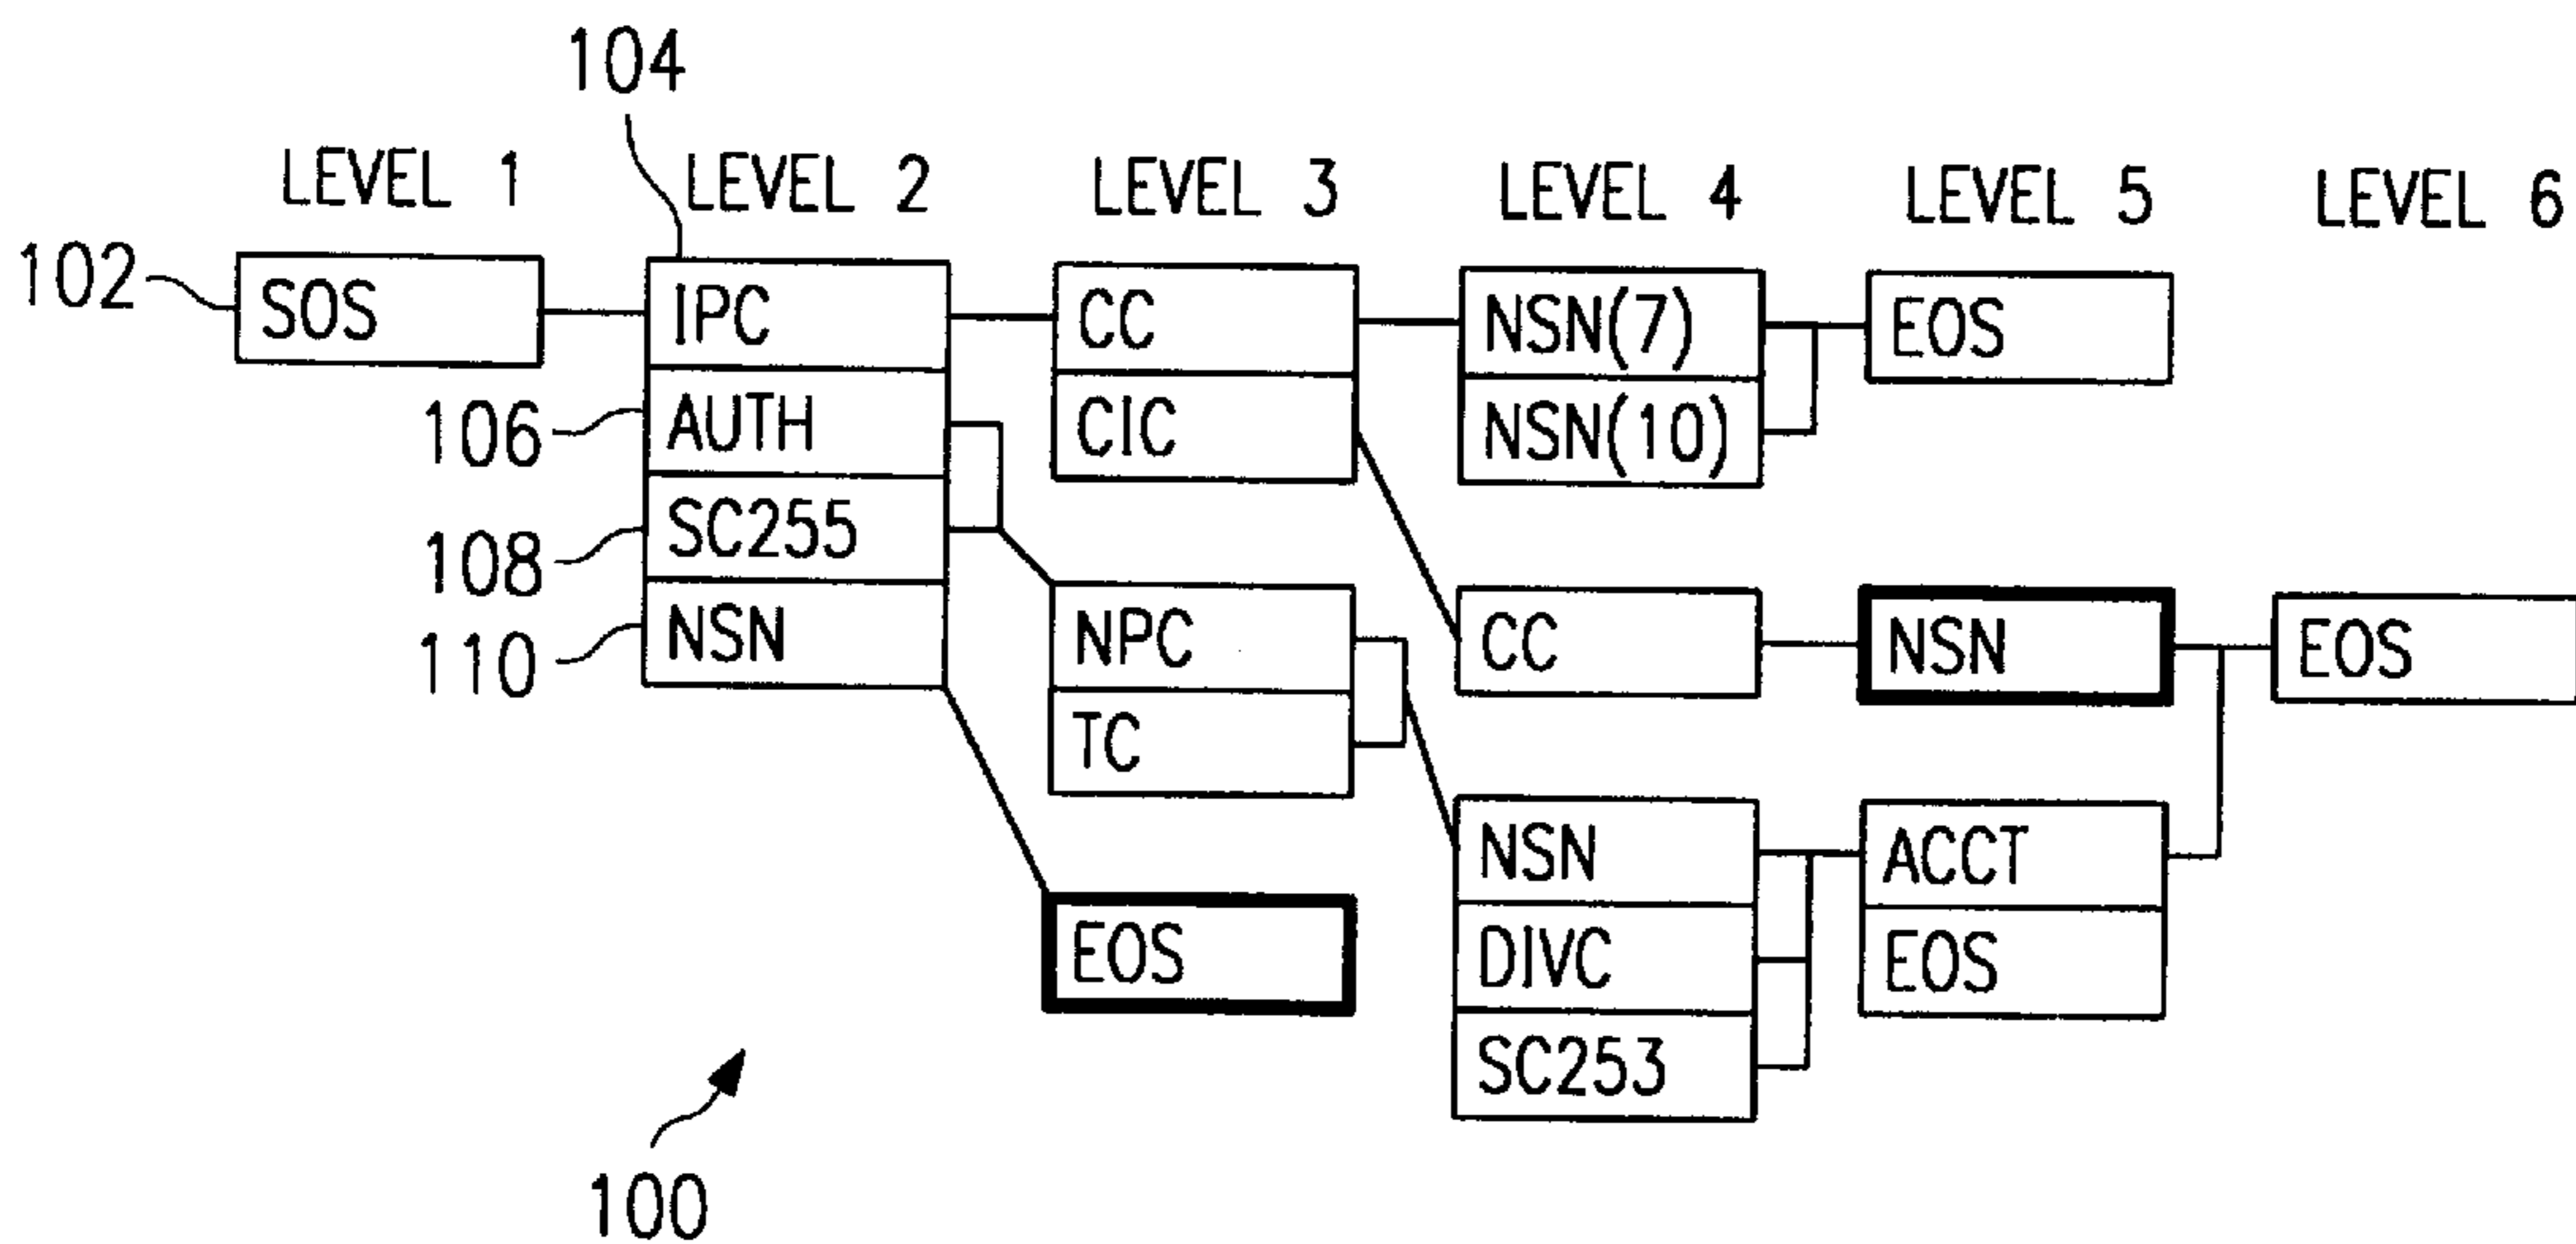 104
LEVEL 1 LEVEL 2 LEVEL 3 LEVEL 4 LEVEL 5 LEVEL 6
102 SOS IPC CC NSN(7) EOS
106 AUTH CIC NSN(10)
108 SC255
110 NSN NPC CC NSN EOS
TC
NSN ACCT
EOS DIVC EOS
SC253
100